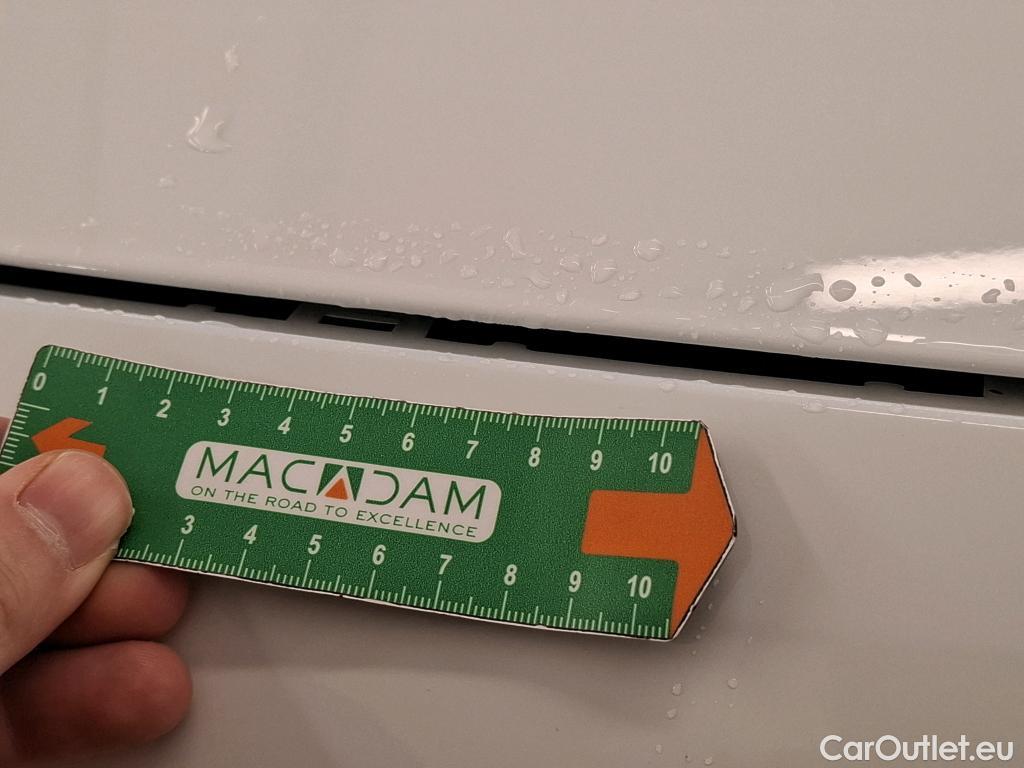 0 1 2 3 4 5 6 7 8 9 10
MACADAM
ON THE ROAD TO EXCELLENCE
3 4 5 6 7 8 9 10
CarOutlet.eu